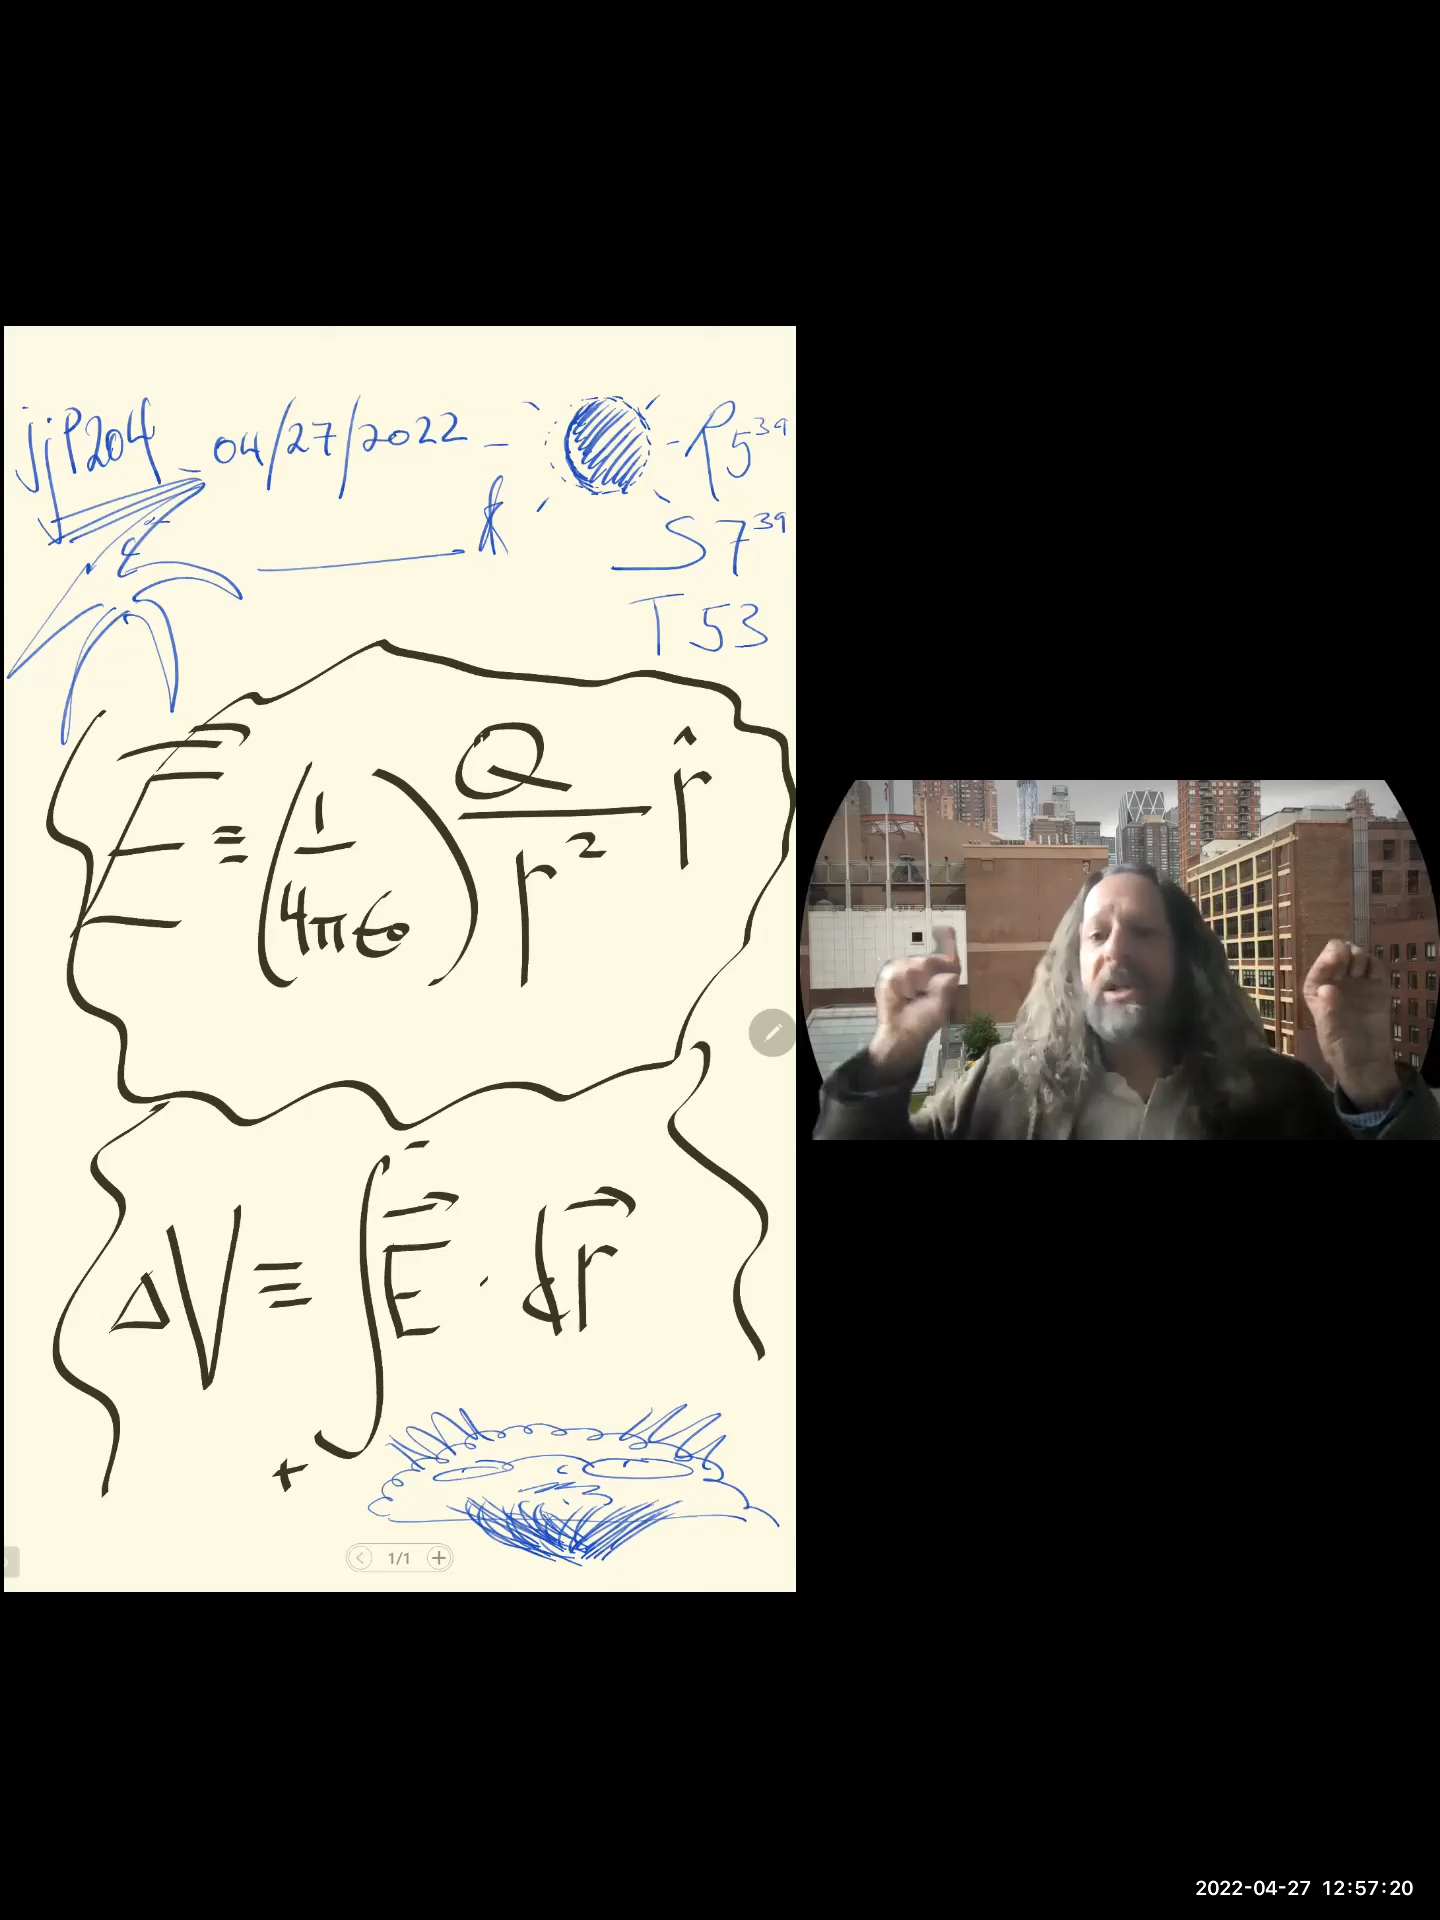 jjP204 04/27/2022 - R5³⁹
S7³⁹
T53
E⃗ = (1/4πϵ₀) Q/r² r̂
-
ΔV ≡ ∫ E⃗ · dr⃗
+
1/1
2022-04-27 12:57:20